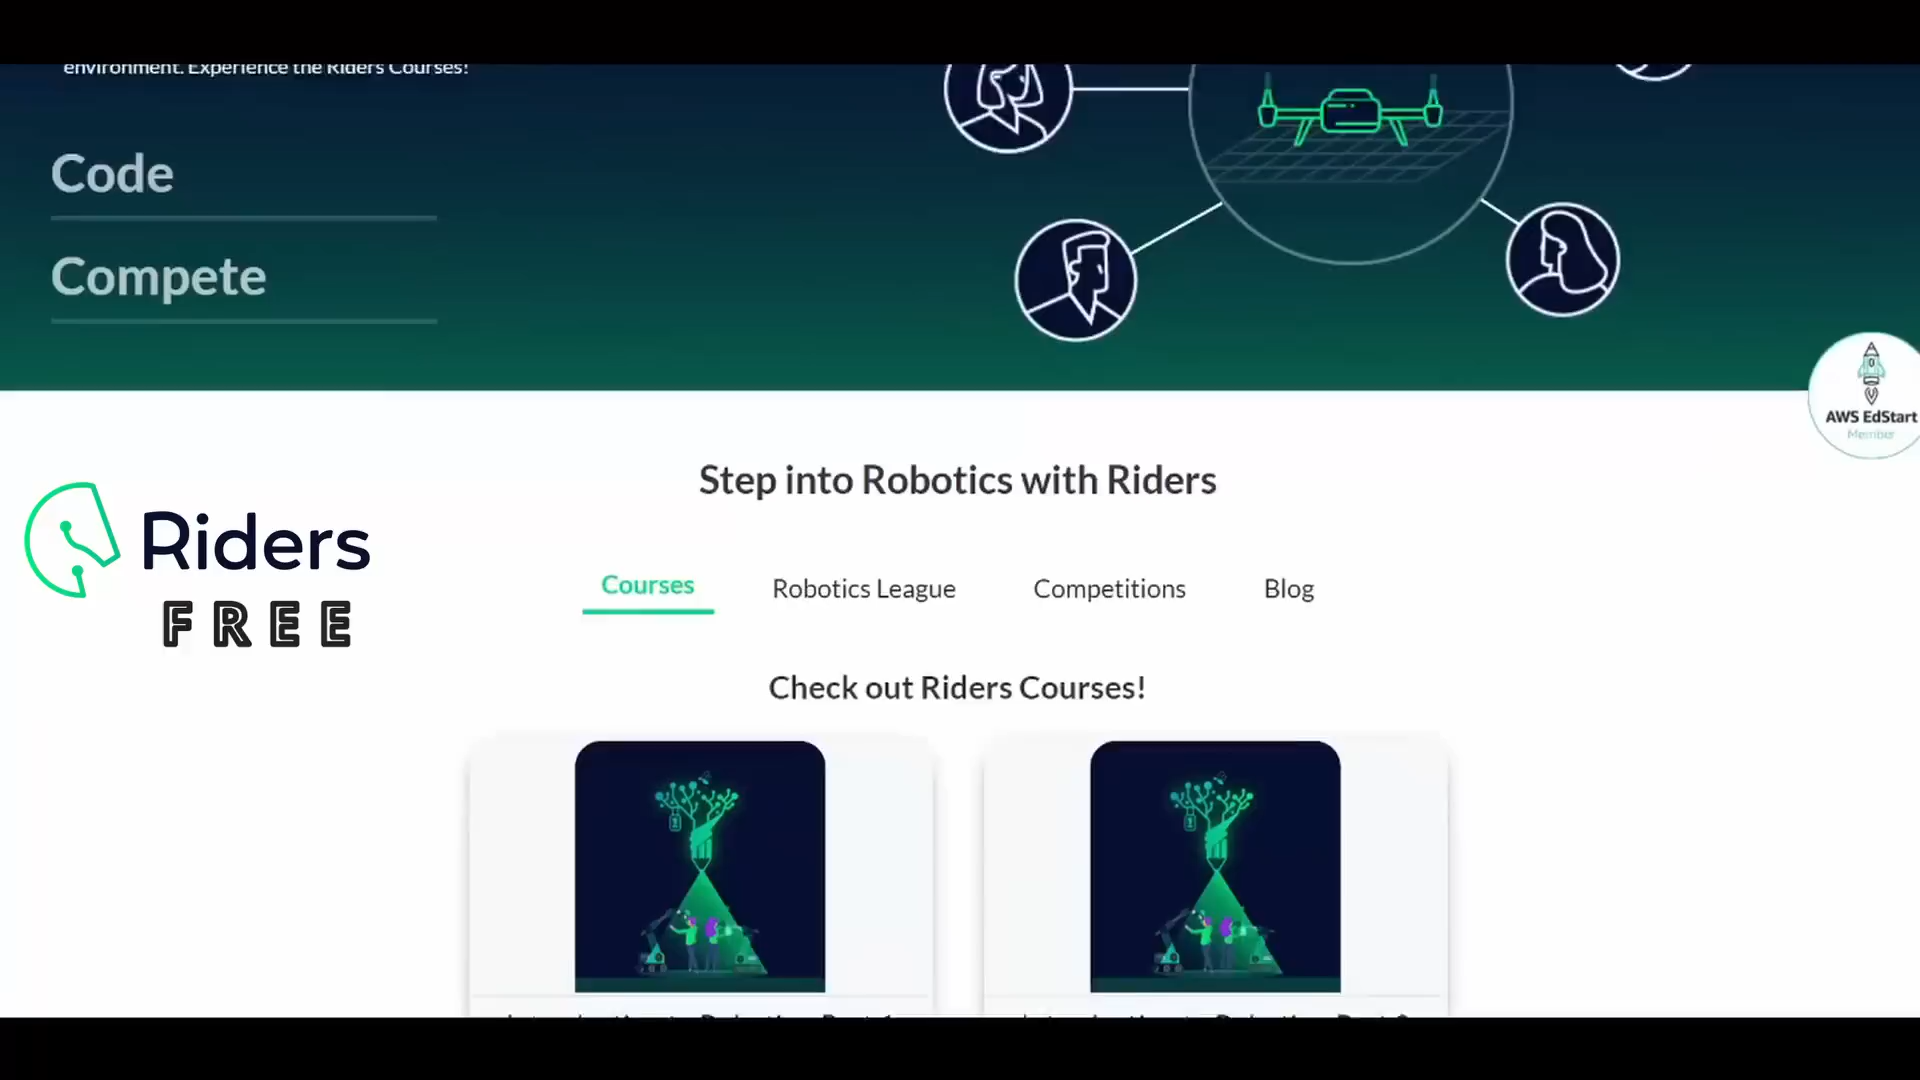 environment. Experience the Riders Courses!
Code
Compete
AWS EdStart
Member
Step into Robotics with Riders
Riders
FREE
Courses
Robotics League
Competitions
Blog
Check out Riders Courses!